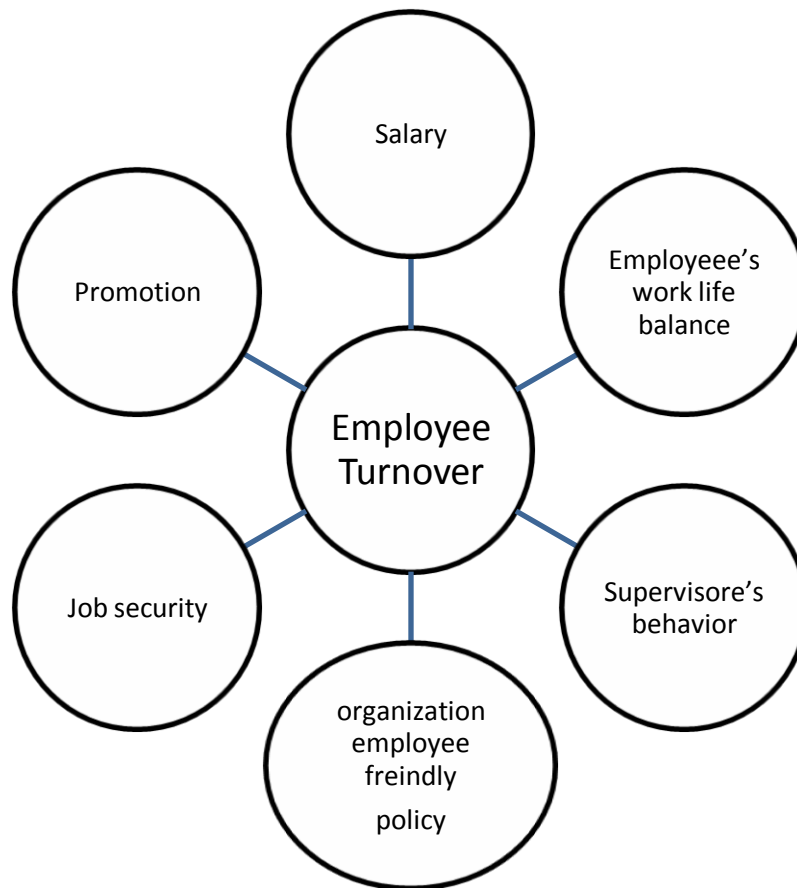 Salary
Promotion
Employeee's
work life
balance
Employee
Turnover
Job security
Supervisore's
behavior
organization
employee
freindly
policy